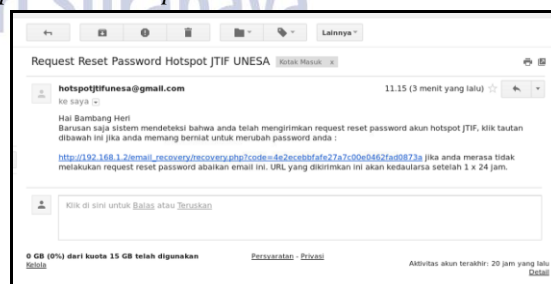 Lainnya
Request Reset Password Hotspot JTIF UNESA Kotak Masuk x
hotspotjtifunesa@gmail.com 11.15 (3 menit yang lalu)
ke saya
Hai Bambang Heri
Barusan saja sistem mendeteksi bahwa anda telah mengirimkan request reset password akun hotspot JTIF, klik tautan
dibawah ini jika anda memang berniat untuk merubah password anda :
http://192.168.1.2/email_recovery/recovery.php?code=4e2ecebbfafe27a7c00e0462fad0873a jika anda merasa tidak
melakukan request reset password abaikan email ini. URL yang dikirimkan ini akan kedaularsa setelah 1 x 24 jam.
Klik di sini untuk Balas atau Teruskan
0 GB (0%) dari kuota 15 GB telah digunakan Persyaratan - Privasi Aktivitas akun terakhir: 20 jam yang lalu
Kelola Detail